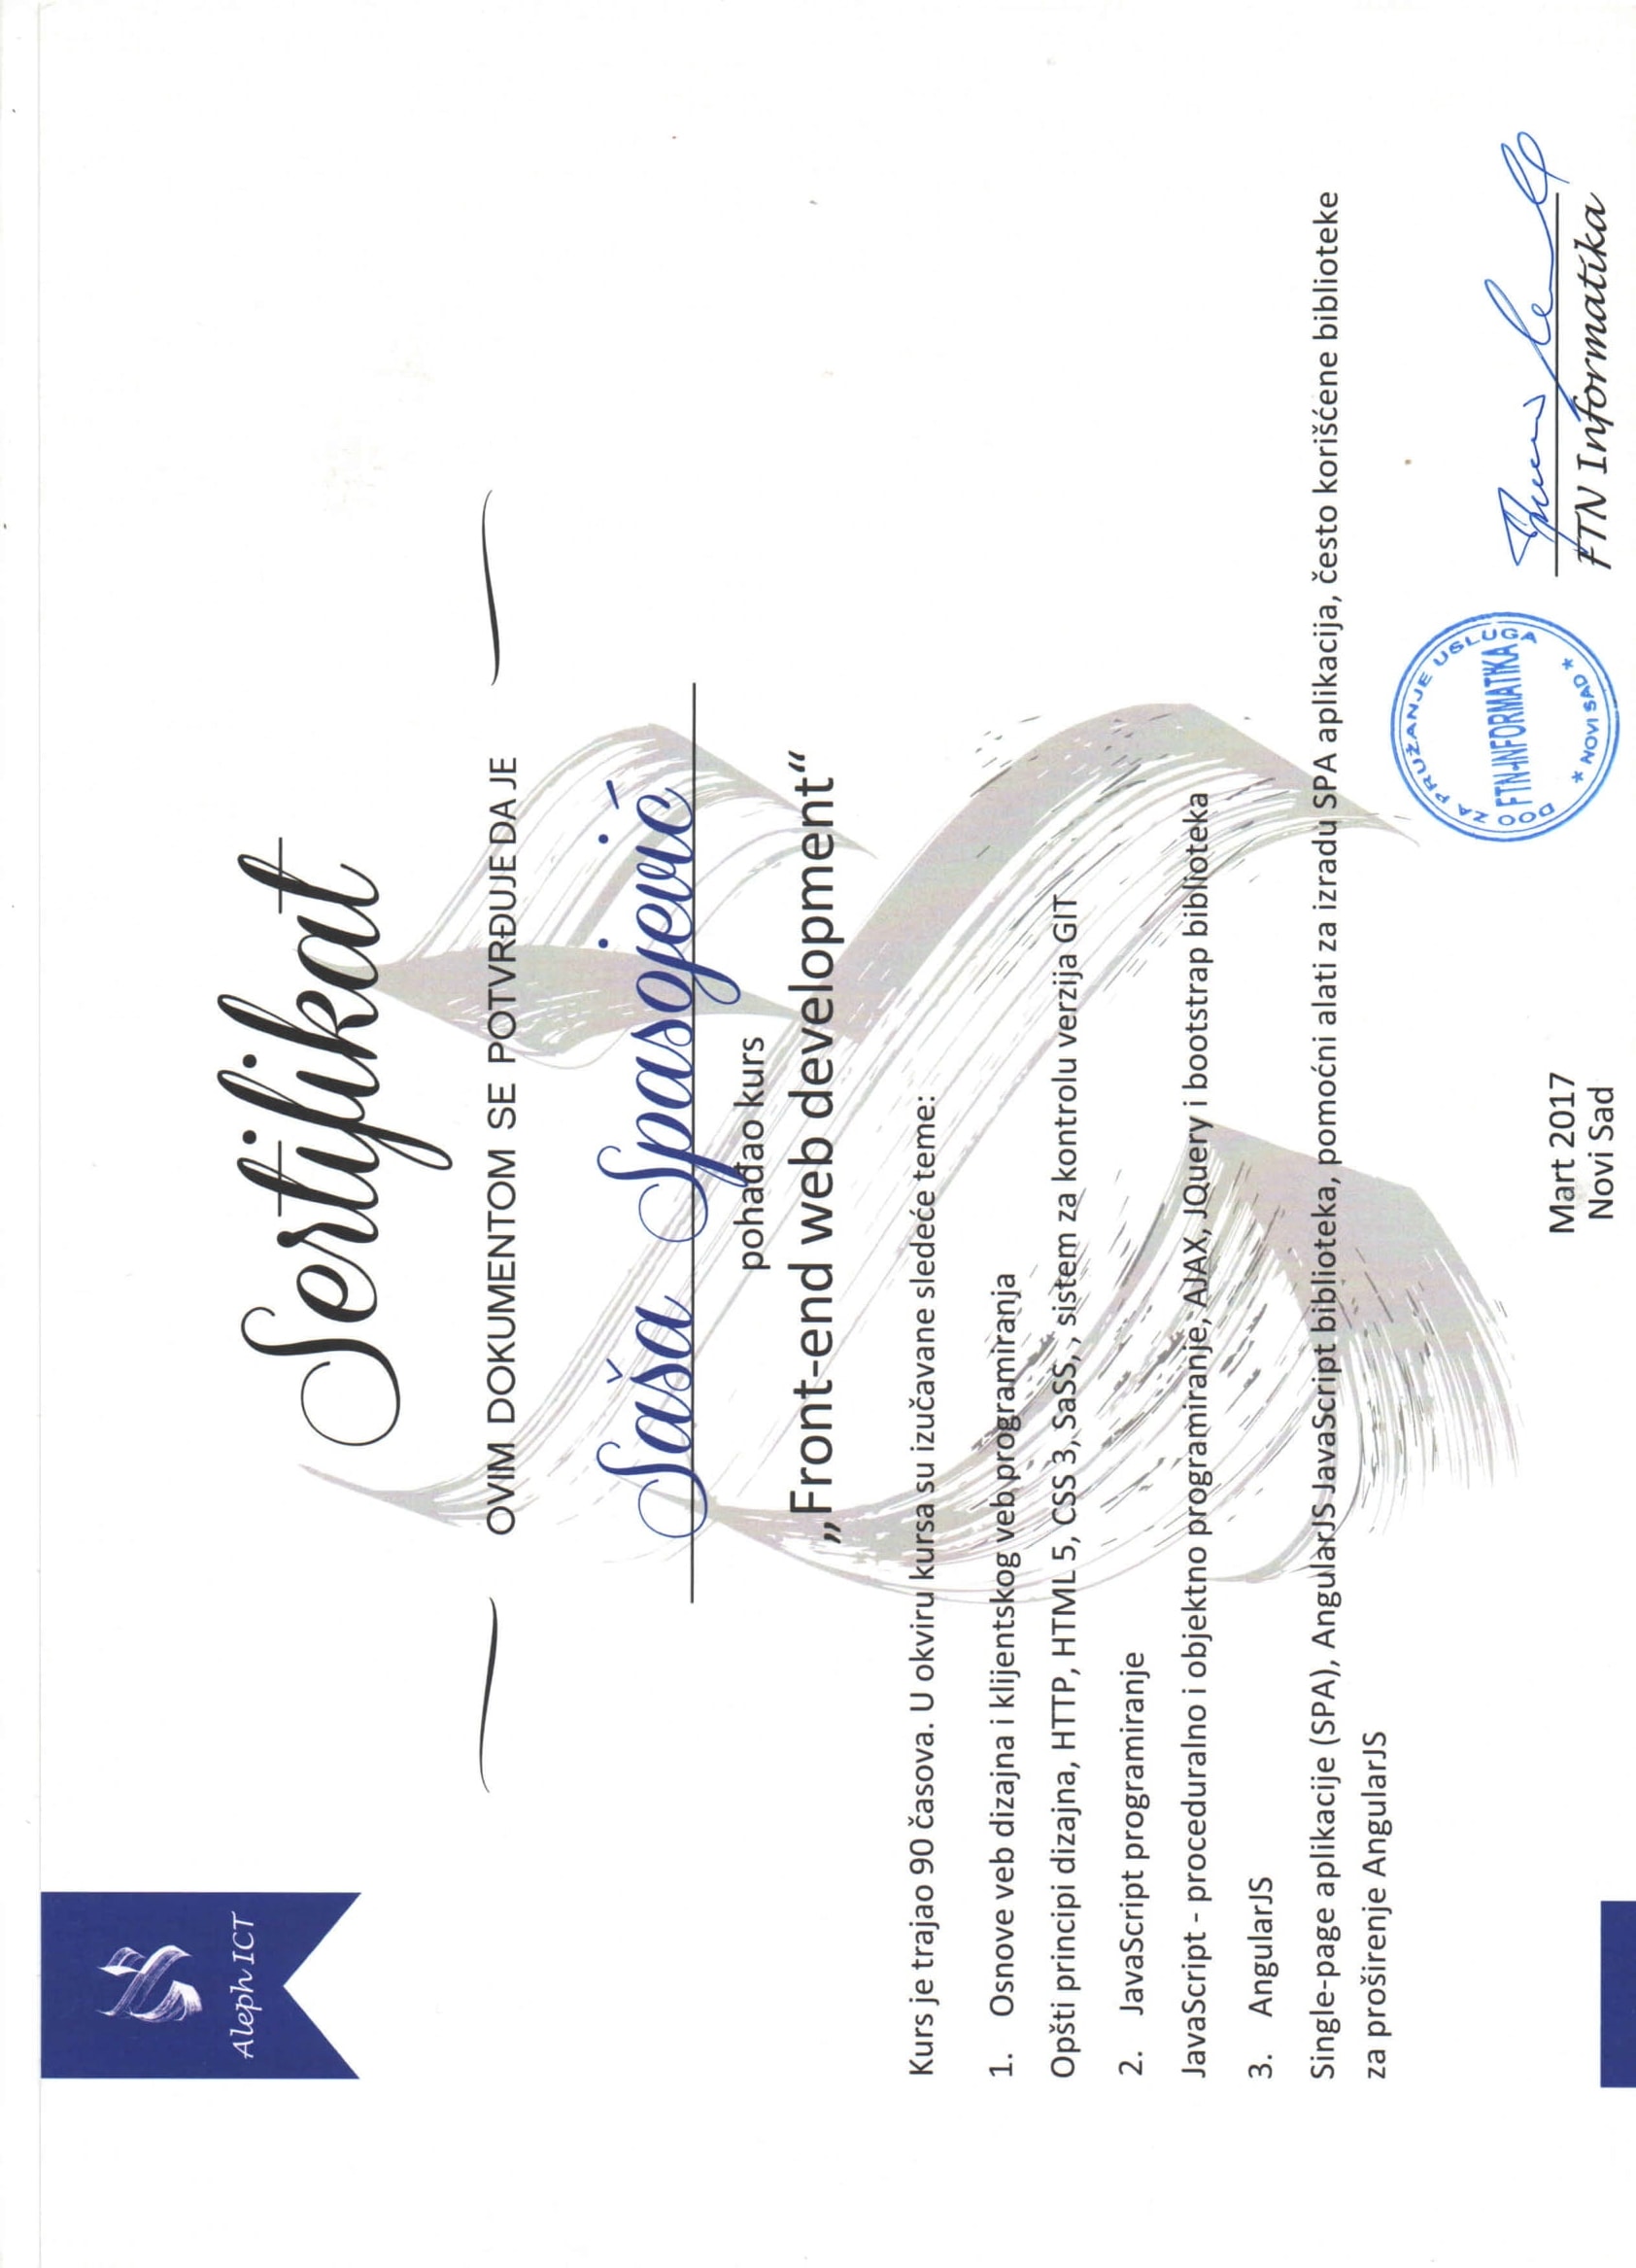 Aleph ICT
Sertifikat
OVIM DOKUMENTOM SE POTVRĐUJE DA JE
Saša Spasojević
pohađao kurs
„Front-end web development“
Kurs je trajao 90 časova. U okviru kursa su izučavane sledeće teme:
1. Osnove veb dizajna i klijentskog veb programiranja
Opšti principi dizajna, HTTP, HTML 5, CSS 3, SaSS, , sistem za kontrolu verzija GIT
2. JavaScript programiranje
JavaScript - proceduralno i objektno programiranje, AJAX, JQuery i bootstrap biblioteka
3. AngularJS
Single-page aplikacije (SPA), AngularJS JavaScript biblioteka, pomoćni alati za izradu SPA aplikacija, često korišćene biblioteke
za proširenje AngularJS
Mart 2017
Novi Sad
DOO ZA PRUŽANJE USLUGA
FTN-INFORMATIKA
* NOVI SAD *
FTN Informatika